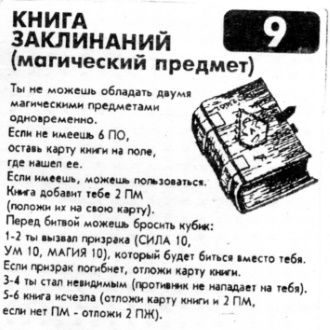 КНИГА
ЗАКЛИНАНИЙ
(магический предмет)
9
Ты не можешь обладать двумя
магическими предметами
одновременно.
Если не имеешь 6 ПО,
оставь карту книги на поле,
где нашел ее.
Если имеешь, можешь пользоваться.
Книга добавит тебе 2 ПМ
(положи их на свою карту).
Перед битвой можешь бросить кубик:
1-2 ты вызвал призрака (СИЛА 10,
УМ 10, МАГИЯ 10), который будет биться вместо тебя.
Если призрак погибнет, отложи карту книги.
3-4 ты стал невидимым (противник не нападает на тебя).
5-6 книга исчезла (отложи карту книги и 2 ПМ,
если нет ПМ - отложи 2 ПЖ).